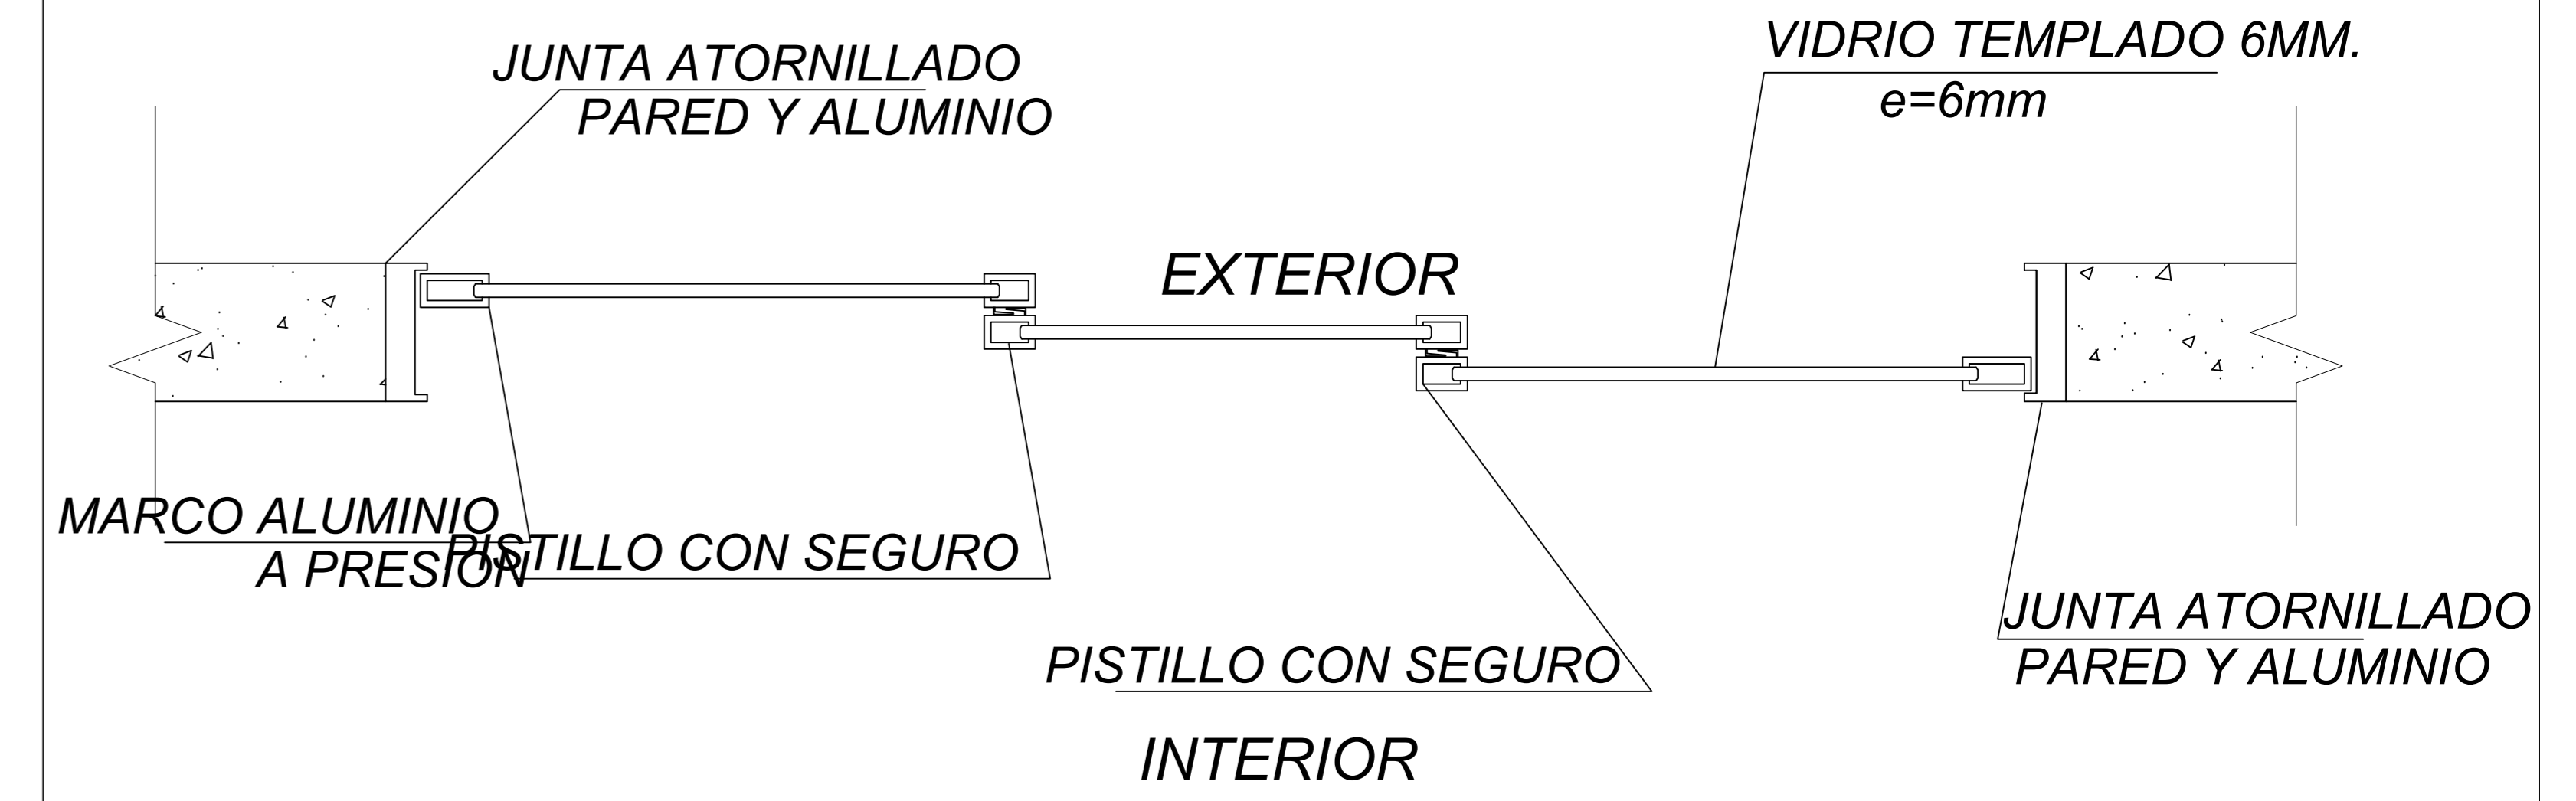 JUNTA ATORNILLADO
PARED Y ALUMINIO
VIDRIO TEMPLADO 6MM.
e=6mm
EXTERIOR
MARCO ALUMINIO
A PRESIÓN
PISTILLO CON SEGURO
PISTILLO CON SEGURO
JUNTA ATORNILLADO
PARED Y ALUMINIO
INTERIOR